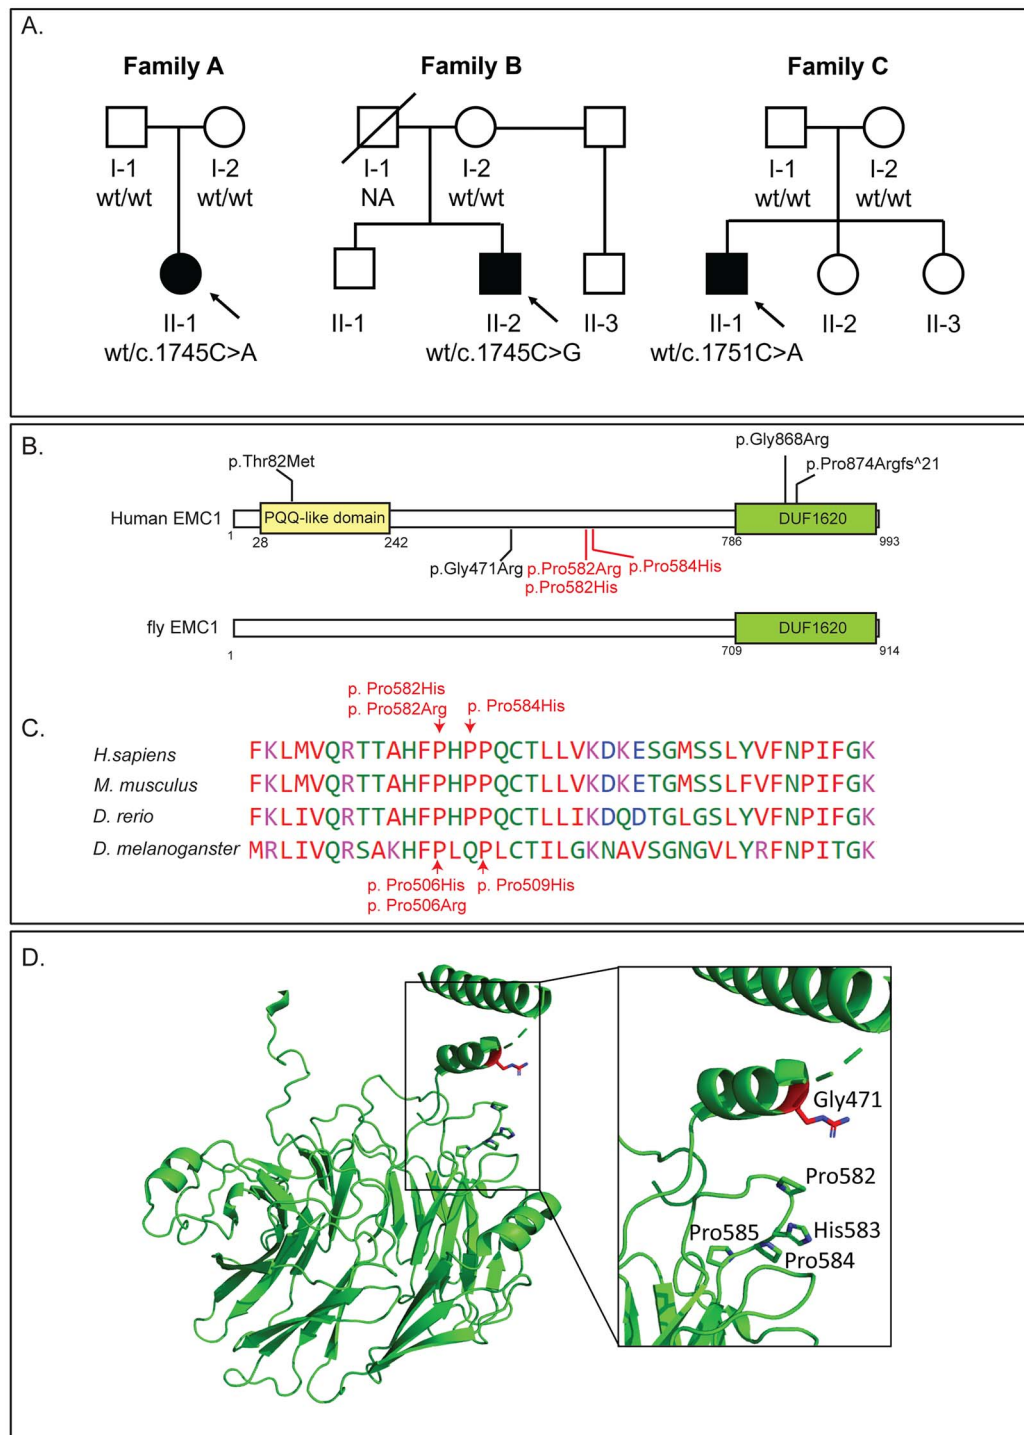 A.
Family A
Family B
Family C
I-1
I-2
I-1
I-2
I-1
I-2
wt/wt
wt/wt
NA
wt/wt
wt/wt
wt/wt
II-1
II-1
II-2
II-3
II-1
II-2
II-3
wt/c.1745C>A
wt/c.1745C>G
wt/c.1751C>A
B.
p.Gly868Arg
p.Thr82Met
p.Pro874Argfs^21
Human EMC1
PQQ-like domain
DUF1620
1
28
242
786
993
p.Gly471Arg
p.Pro582Arg
p.Pro584His
p.Pro582His
fly EMC1
DUF1620
1
709
914
p. Pro582His
p. Pro582Arg
p. Pro584His
C.
H.sapiens
FKLMVQRTTAHFPHPPQCTLLVKDKESGMSSLYVFNPIFGK
M. musculus
FKLMVQRTTAHFPHPPQCTLLVKDKETGMSSLFVFNPIFGK
D. rerio
FKLIVQRTTAHFPHPPQCTLLIKDQDTGLGSLYVFNPIFGK
D. melanoganster
MRLIVQRSAKHFPLQPLCTILGKNAVSGNGVLYRFNPITGK
p. Pro506His
p. Pro509His
p. Pro506Arg
D.
Gly471
Pro582
Pro585
His583
Pro584